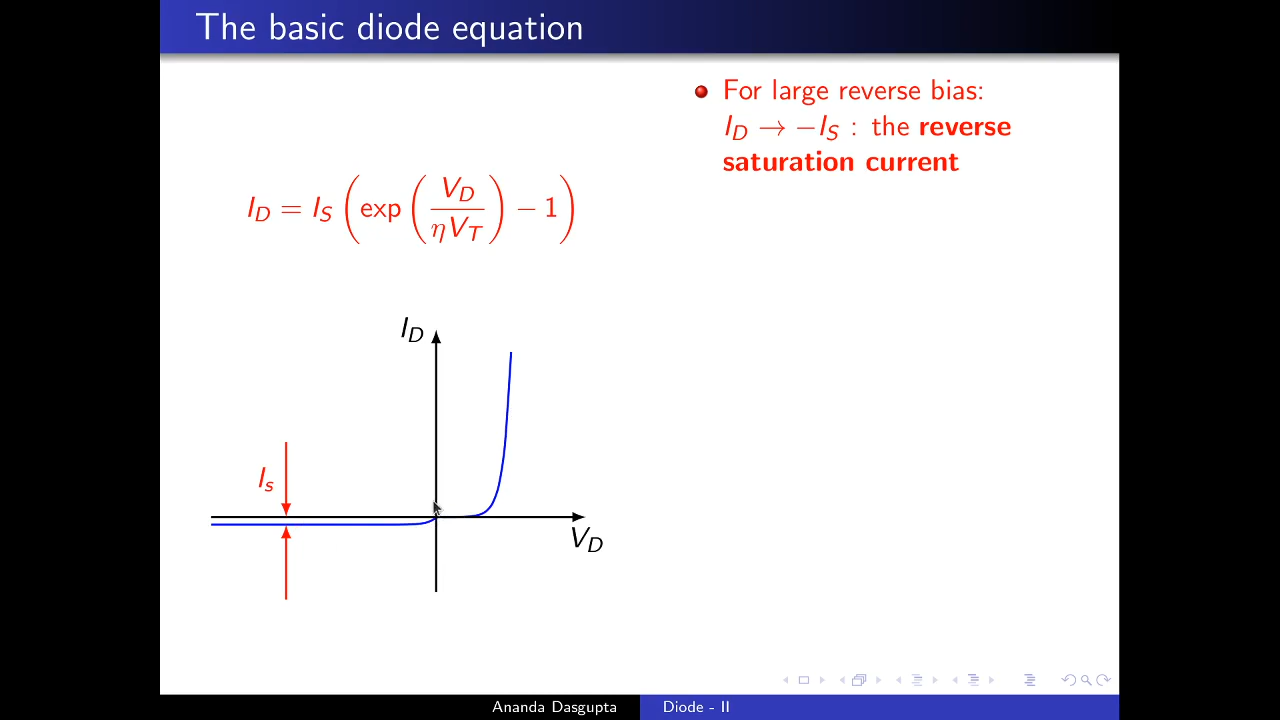 The basic diode equation
For large reverse bias:
I_D → −I_S : the reverse
saturation current
I_D = I_S ( exp ( V_D / ηV_T ) − 1 )
I_D
I_s
V_D
Ananda Dasgupta
Diode - II